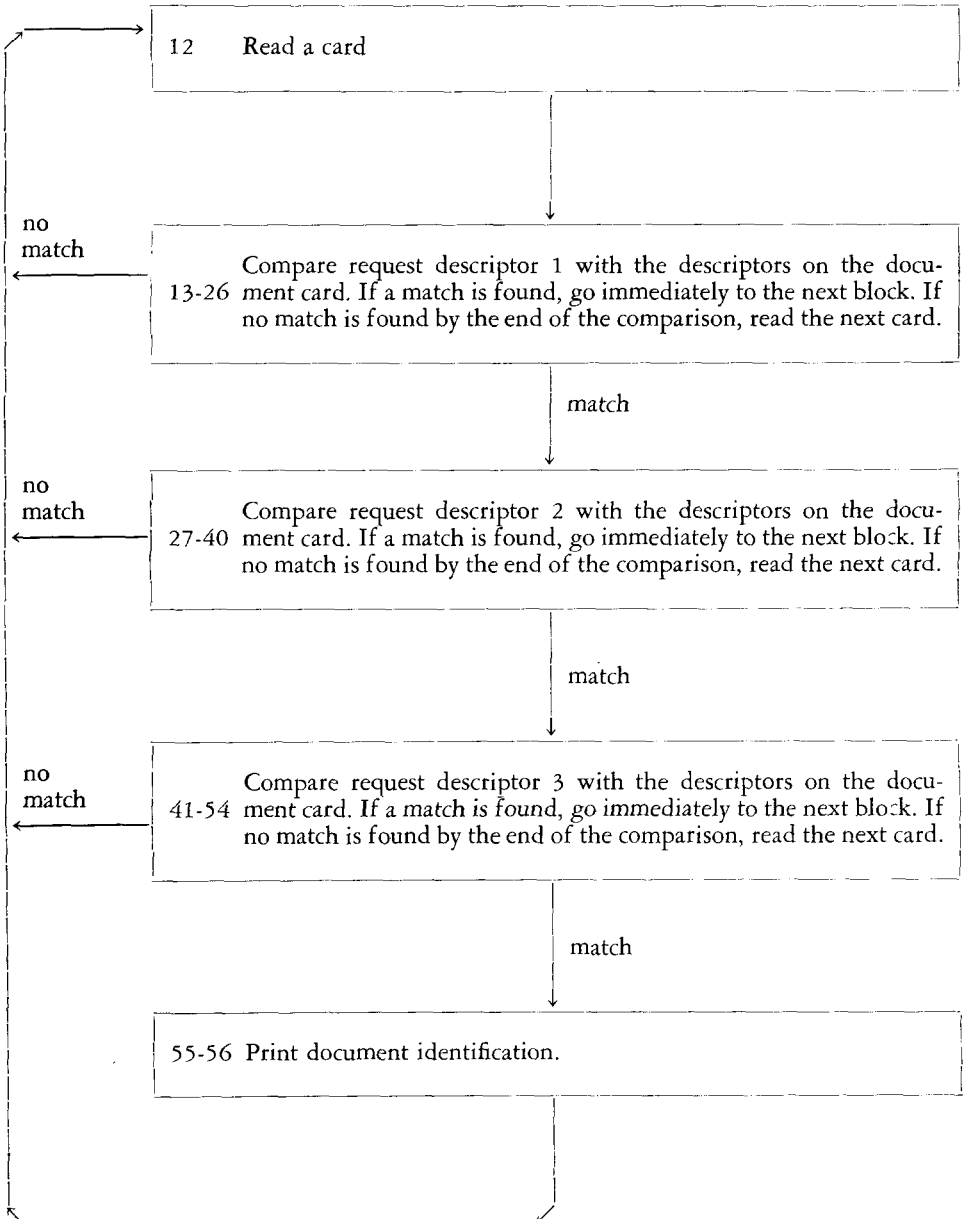 12 Read a card
no
match
Compare request descriptor 1 with the descriptors on the docu-
13-26 ment card. If a match is found, go immediately to the next block. If
no match is found by the end of the comparison, read the next card.
match
no
match
Compare request descriptor 2 with the descriptors on the docu-
27-40 ment card. If a match is found, go immediately to the next block. If
no match is found by the end of the comparison, read the next card.
match
no
match
Compare request descriptor 3 with the descriptors on the docu-
41-54 ment card. If a match is found, go immediately to the next block. If
no match is found by the end of the comparison, read the next card.
match
55-56 Print document identification.